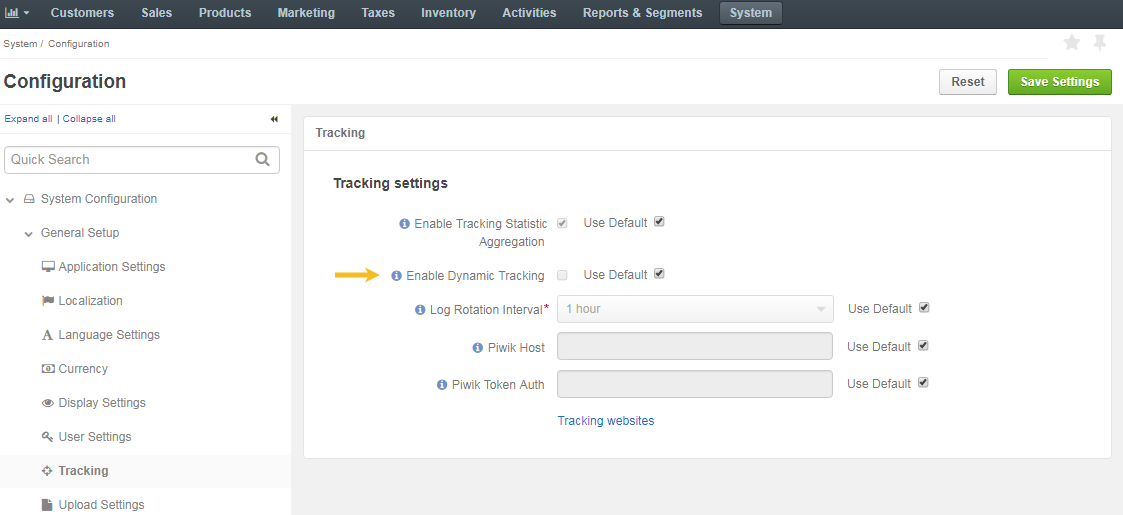 Customers Sales Products Marketing Taxes Inventory Activities Reports & Segments System
System / Configuration
Configuration
Reset Save Settings
Expand all | Collapse all
Quick Search
System Configuration
General Setup
Application Settings
Localization
Language Settings
Currency
Display Settings
User Settings
Tracking
Upload Settings
Tracking
Tracking settings
Enable Tracking Statistic Use Default
Aggregation
Enable Dynamic Tracking Use Default
Log Rotation Interval* 1 hour Use Default
Piwik Host Use Default
Piwik Token Auth Use Default
Tracking websites